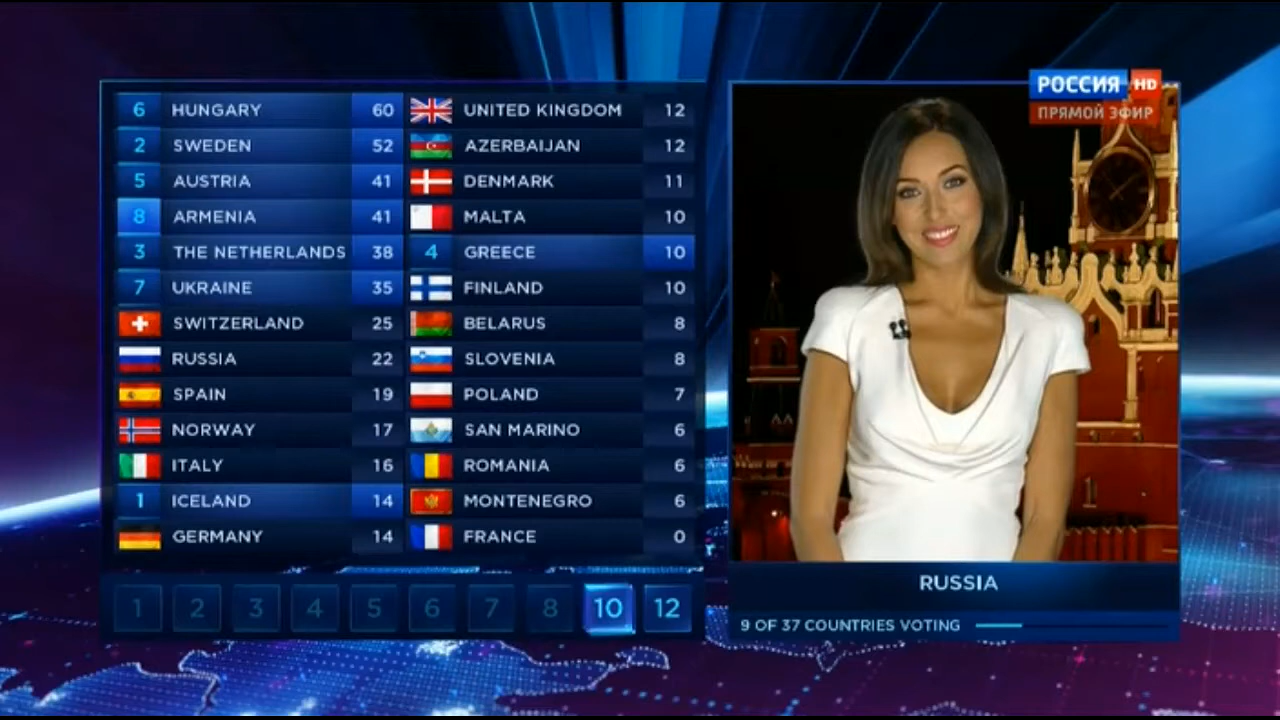 6 HUNGARY 60
2 SWEDEN 52
5 AUSTRIA 41
8 ARMENIA 41
3 THE NETHERLANDS 38
7 UKRAINE 35
SWITZERLAND 25
RUSSIA 22
SPAIN 19
NORWAY 17
ITALY 16
1 ICELAND 14
GERMANY 14
UNITED KINGDOM 12
AZERBAIJAN 12
DENMARK 11
MALTA 10
4 GREECE 10
FINLAND 10
BELARUS 8
SLOVENIA 8
POLAND 7
SAN MARINO 6
ROMANIA 6
MONTENEGRO 6
FRANCE 0
1 2 3 4 5 6 7 8 10 12
РОССИЯ HD
ПРЯМОЙ ЭФИР
RUSSIA
9 OF 37 COUNTRIES VOTING